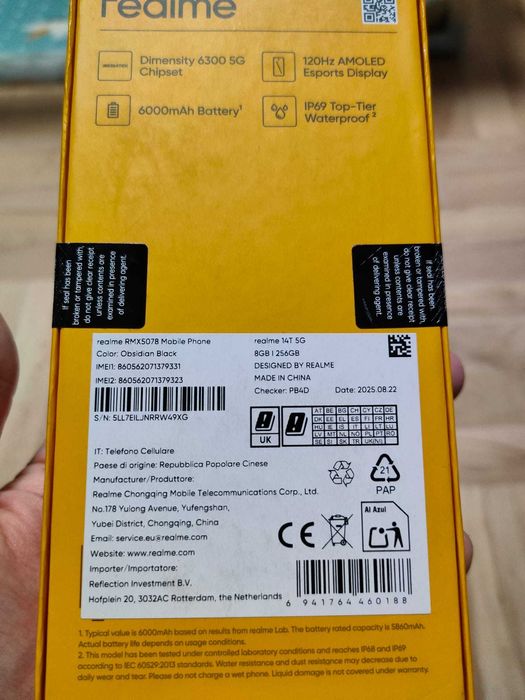 realme
Dimensity 6300 5G
Chipset
120Hz AMOLED
Esports Display
6000mAh Battery¹
IP69 Top-Tier
Waterproof²
If seal has been
broken or tampered with,
do not give clear receipt
unless contents are
examined in presence
of delivering agent.
If seal has been
broken or tampered with,
do not give clear receipt
unless contents are
examined in presence
of delivering agent.
realme RMX5078 Mobile Phone
Color: Obsidian Black
IMEI1: 860562071379331
IMEI2: 860562071379323
S/N: 5LL7EILJNRRW49XG
realme 14T 5G
8GB | 256GB
DESIGNED BY REALME
MADE IN CHINA
Checker: PB4D Date: 2025.08.22
UK
AT BE BG CH CY CZ DE
DK EE EL ES FI FR HR
HU IE IS IT LI LT LU
LV MT NL NO PL PT RO
SE SI SK TR UK(NI)
IT: Telefono Cellulare
Paese di origine: Repubblica Popolare Cinese
Manufacturer/Produttore:
Realme Chongqing Mobile Telecommunications Corp., Ltd.
No.178 Yulong Avenue, Yufengshan,
Yubei District, Chongqing, China
Email: service.eu@realme.com
Website: www.realme.com
Importer/Importatore:
Reflection Investment B.V.
Hofplein 20, 3032AC Rotterdam, the Netherlands
21
PAP
CE
Al Azul
6 941764 460188
1. Typical value is 6000mAh based on results from realme Lab. The battery rated capacity is 5860mAh.
Actual battery life depends on usage conditions.
2. This model has been tested under controlled laboratory conditions and reaches IP68 and IP69
according to IEC 60529:2013 standards. Water resistance and dust resistance may decrease due to
daily wear and tear. Please do not charge a wet phone. Liquid damage is not covered under warranty.